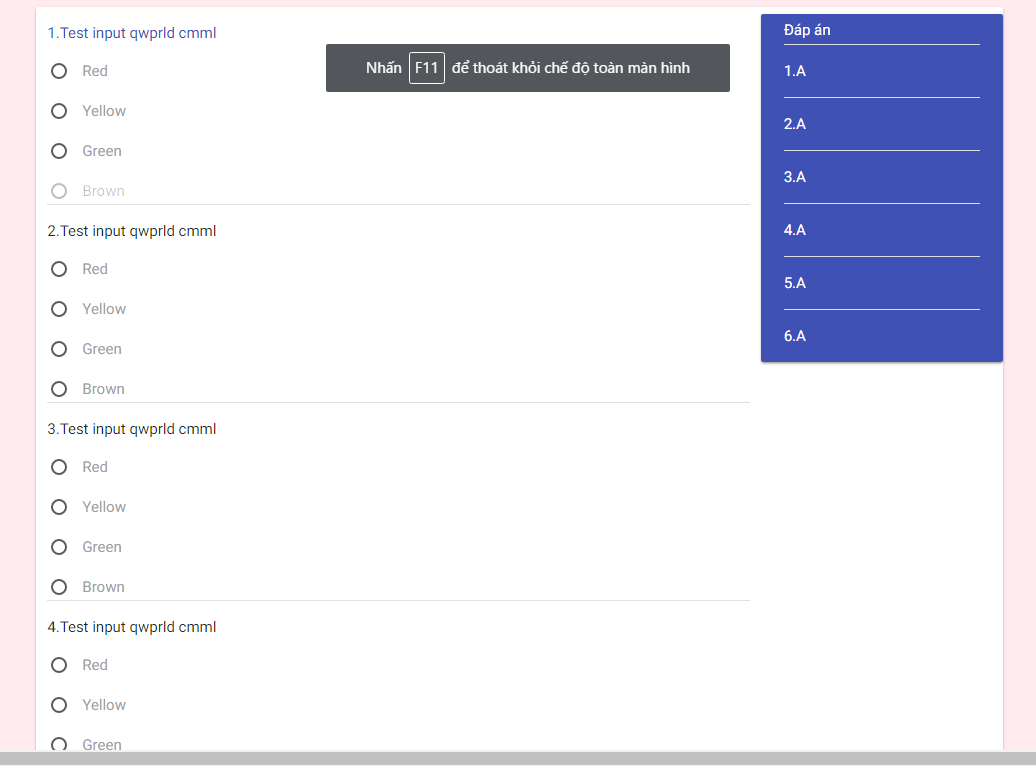 1.Test input qwprld cmml
Red
Yellow
Green
Brown
2.Test input qwprld cmml
Red
Yellow
Green
Brown
3.Test input qwprld cmml
Red
Yellow
Green
Brown
4.Test input qwprld cmml
Red
Yellow
Green
Nhấn F11 để thoát khỏi chế độ toàn màn hình
Đáp án
1.A
2.A
3.A
4.A
5.A
6.A